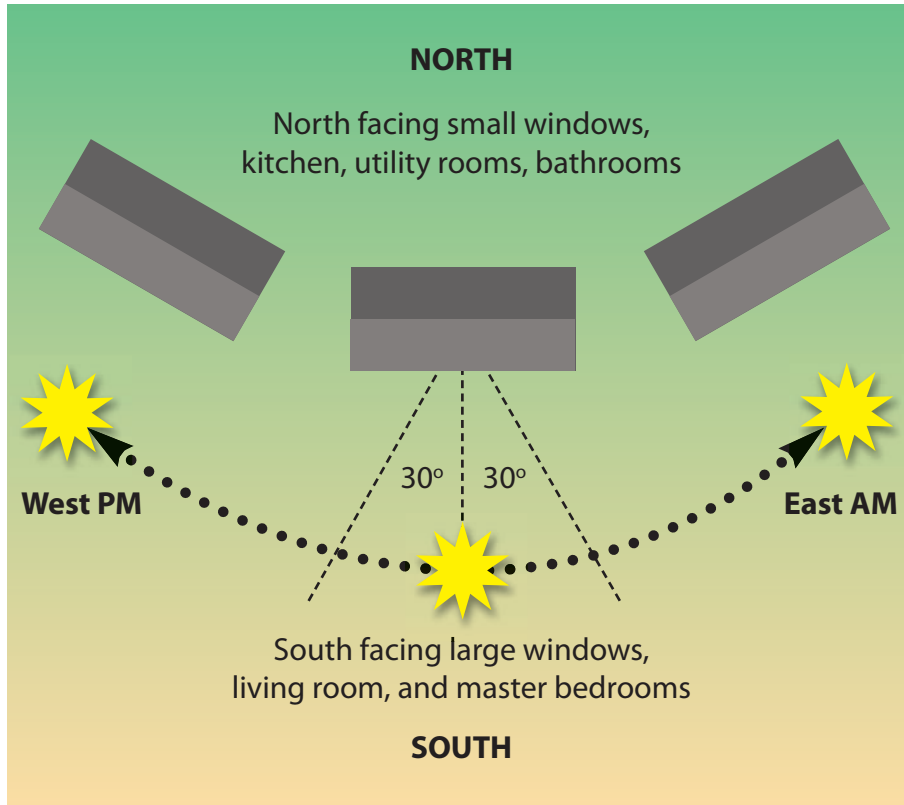 NORTH
North facing small windows,
kitchen, utility rooms, bathrooms
30º
30º
West PM
East AM
South facing large windows,
living room, and master bedrooms
SOUTH